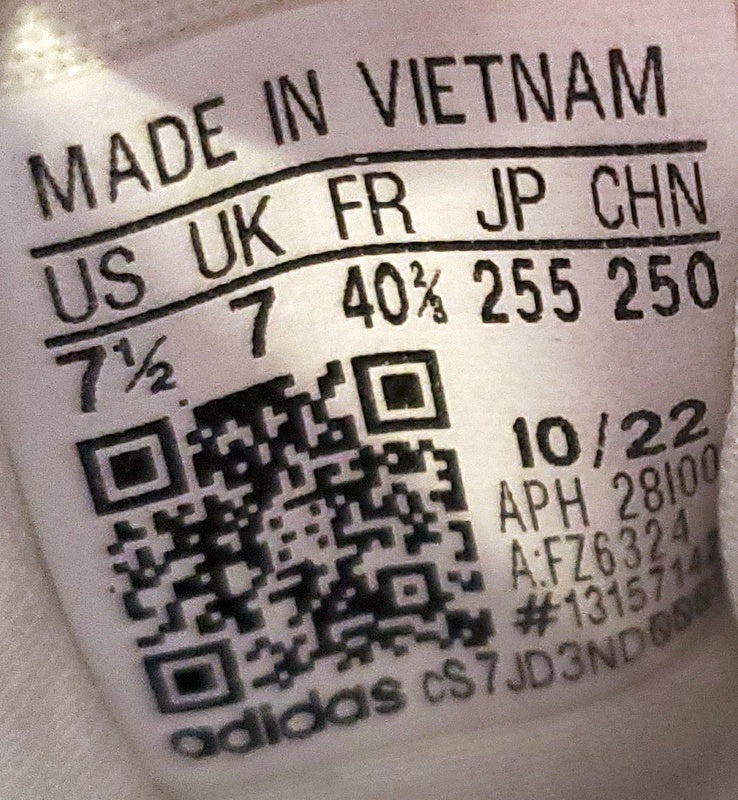 MADE IN VIETNAM
US UK FR JP CHN
7½ 7 40⅔ 255 250
10/22
APH 28100
A:FZ6324
adidas